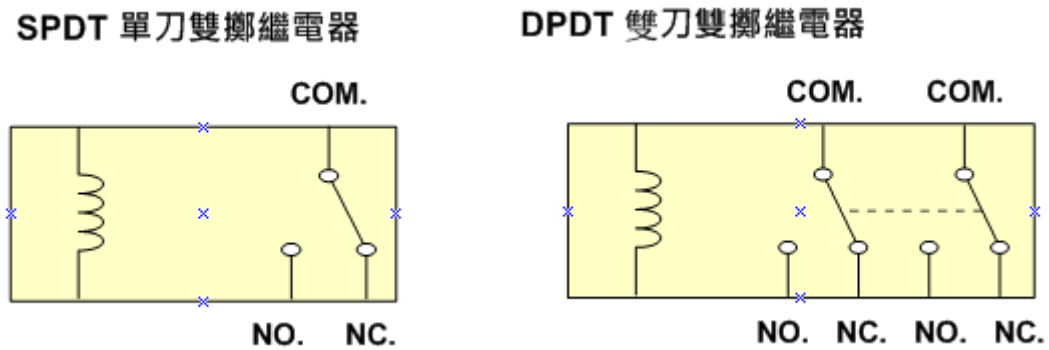 SPDT 單刀雙擲繼電器
DPDT 雙刀雙擲繼電器
COM.
COM. COM.
NO. NC.
NO. NC. NO. NC.